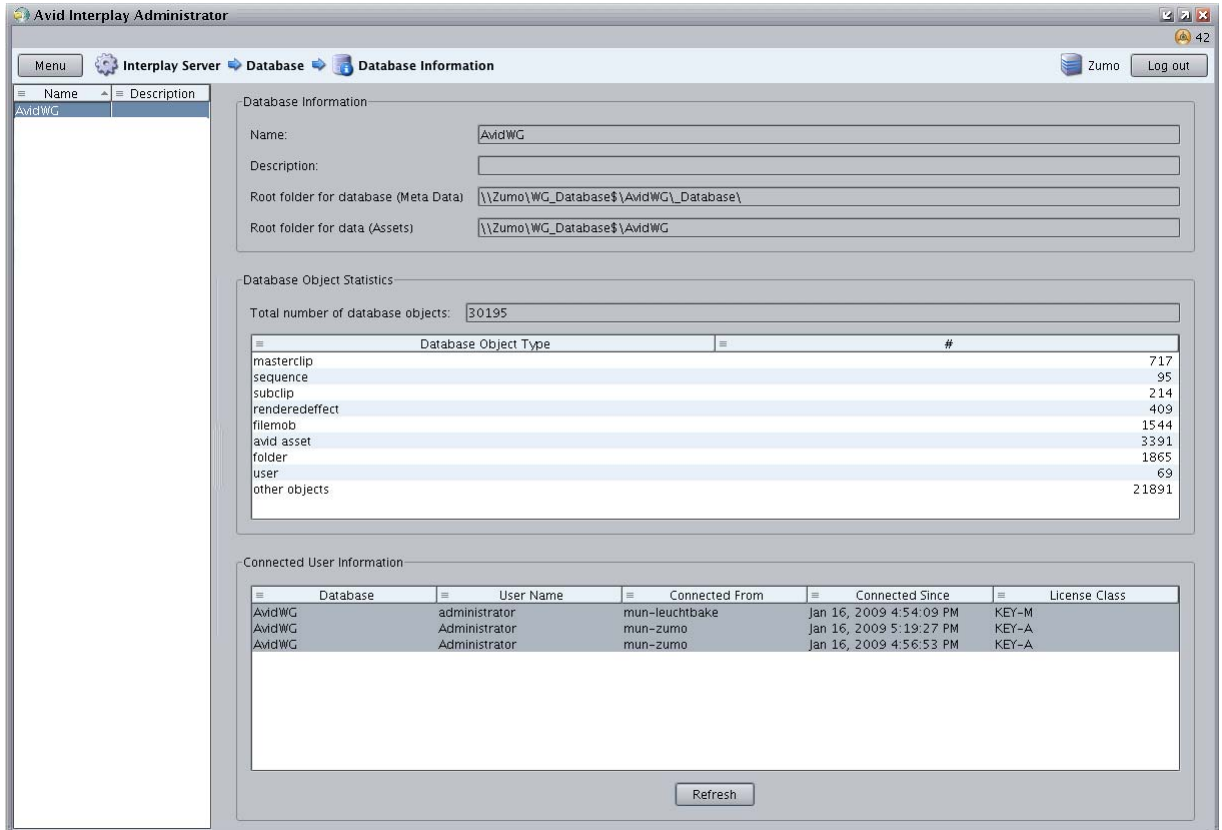 Avid Interplay Administrator
42
Menu Interplay Server Database Database Information Zumo Log out
Name Description
AvidWG
Database Information
Name: AvidWG
Description:
Root folder for database (Meta Data) \\Zumo\WG_Database$\AvidWG\_Database\
Root folder for data (Assets) \\Zumo\WG_Database$\AvidWG
Database Object Statistics
Total number of database objects: 30195
Database Object Type #
masterclip 717
sequence 95
subclip 214
renderedeffect 409
filemob 1544
avid asset 3391
folder 1865
user 69
other objects 21891
Connected User Information
Database User Name Connected From Connected Since License Class
AvidWG administrator mun-leuchtbake Jan 16, 2009 4:54:09 PM KEY-M
AvidWG Administrator mun-zumo Jan 16, 2009 5:19:27 PM KEY-A
AvidWG Administrator mun-zumo Jan 16, 2009 4:56:53 PM KEY-A
Refresh